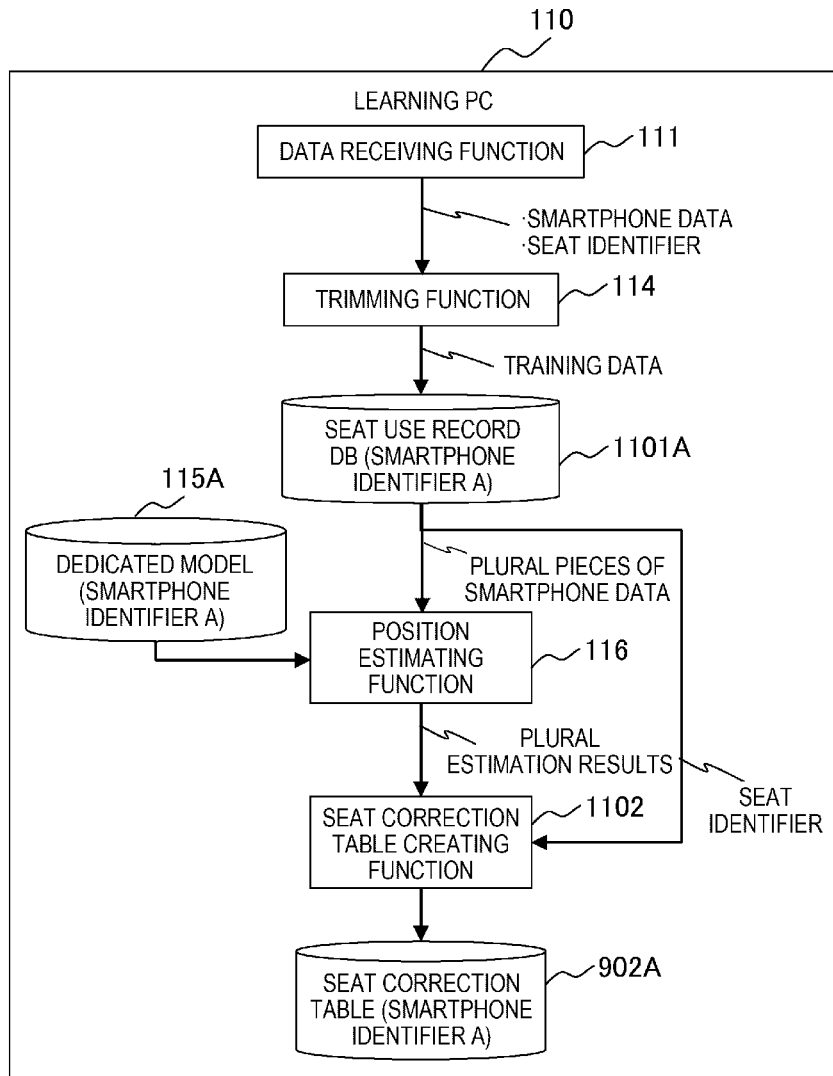 110
LEARNING PC
DATA RECEIVING FUNCTION
111
·SMARTPHONE DATA
·SEAT IDENTIFIER
TRIMMING FUNCTION
114
TRAINING DATA
SEAT USE RECORD
DB (SMARTPHONE
IDENTIFIER A)
1101A
115A
DEDICATED MODEL
(SMARTPHONE
IDENTIFIER A)
PLURAL PIECES OF
SMARTPHONE DATA
POSITION
ESTIMATING
FUNCTION
116
PLURAL
ESTIMATION RESULTS
SEAT
IDENTIFIER
SEAT CORRECTION
TABLE CREATING
FUNCTION
1102
SEAT CORRECTION
TABLE (SMARTPHONE
IDENTIFIER A)
902A